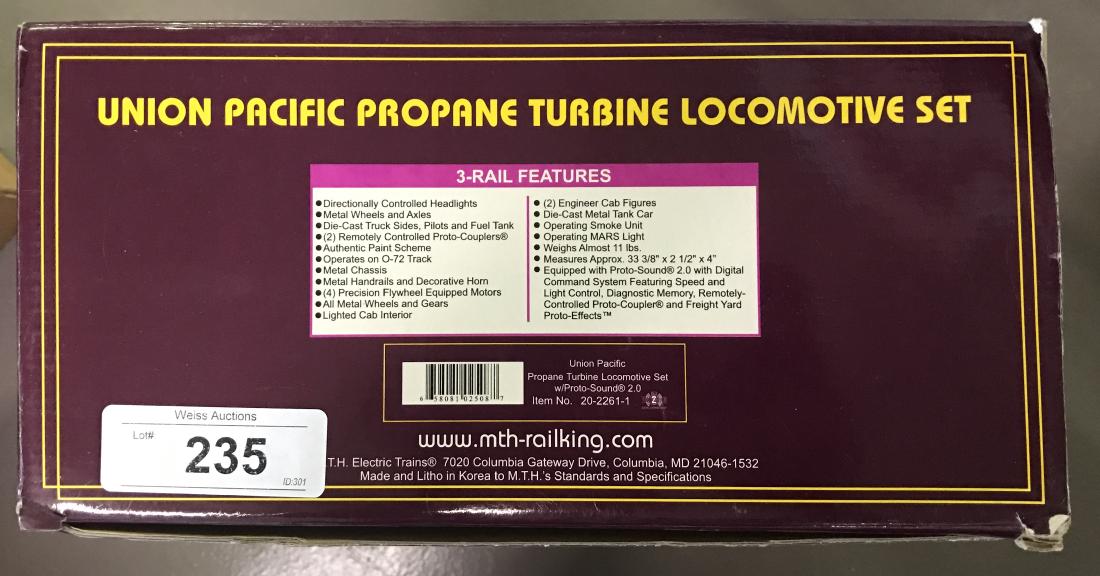 UNION PACIFIC PROPANE TURBINE LOCOMOTIVE SET
3-RAIL FEATURES
●Directionally Controlled Headlights
●Metal Wheels and Axles
●Die-Cast Truck Sides, Pilots and Fuel Tank
●(2) Remotely Controlled Proto-Couplers®
●Authentic Paint Scheme
●Operates on O-72 Track
●Metal Chassis
●Metal Handrails and Decorative Horn
●(4) Precision Flywheel Equipped Motors
●All Metal Wheels and Gears
●Lighted Cab Interior
● (2) Engineer Cab Figures
● Die-Cast Metal Tank Car
● Operating Smoke Unit
● Operating MARS Light
● Weighs Almost 11 lbs.
● Measures Approx. 33 3/8" x 2 1/2" x 4"
● Equipped with Proto-Sound® 2.0 with Digital
Command System Featuring Speed and
Light Control, Diagnostic Memory, Remotely-
Controlled Proto-Coupler® and Freight Yard
Proto-Effects™
Union Pacific
Propane Turbine Locomotive Set
w/Proto-Sound® 2.0
Item No. 20-2261-1
6 58081 02508 7
www.mth-railking.com
.T.H. Electric Trains® 7020 Columbia Gateway Drive, Columbia, MD 21046-1532
Made and Litho in Korea to M.T.H.'s Standards and Specifications
Weiss Auctions
Lot#
235
ID:301